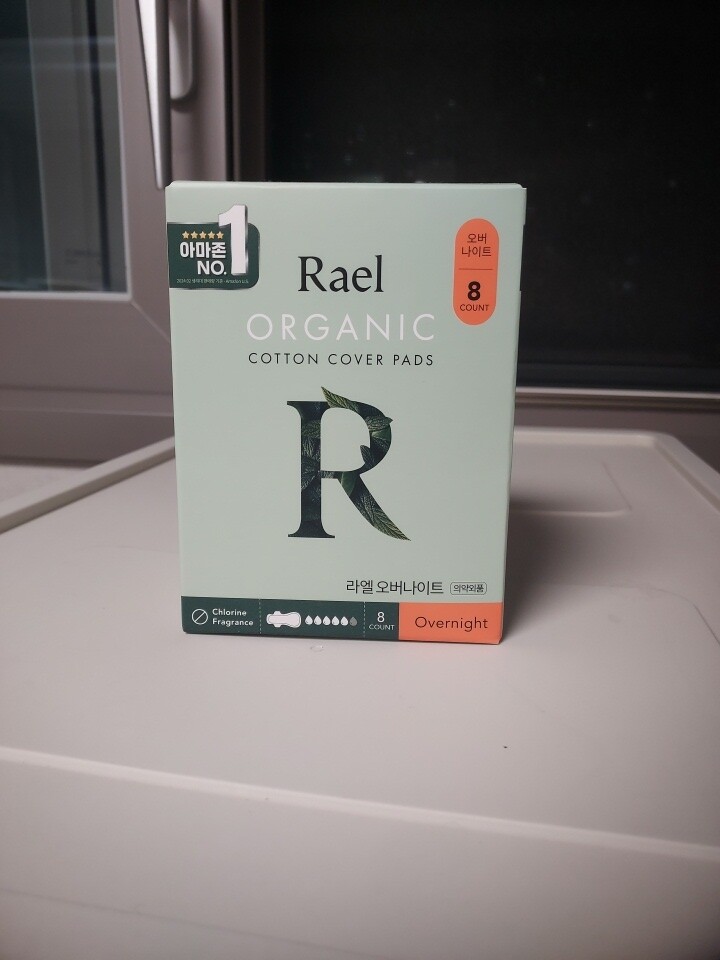 아마존
NO.1
Rael
ORGANIC
COTTON COVER PADS
오버
나이트
8
COUNT
R
라엘 오버나이트 의약외품
Chlorine
Fragrance
8
COUNT
Overnight